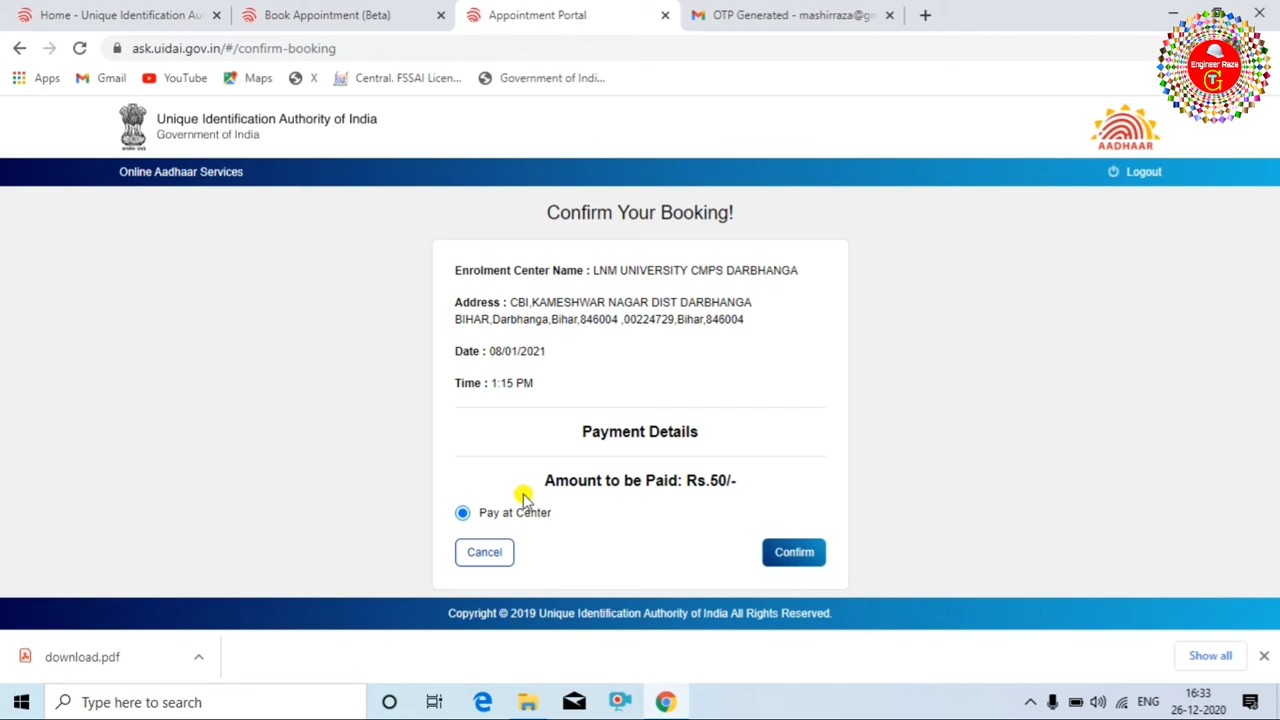 Home - Unique Identification Au
Book Appointment (Beta)
Appointment Portal
OTP Generated - mashirraza@gm
ask.uidai.gov.in/#/confirm-booking
Apps
Gmail
YouTube
Maps
X
Central. FSSAI Licen...
Government of Indi...
Engineer Raza
TG
Unique Identification Authority of India
Government of India
AADHAAR
Online Aadhaar Services
Logout
Confirm Your Booking!
Enrolment Center Name : LNM UNIVERSITY CMPS DARBHANGA
Address : CBI,KAMESHWAR NAGAR DIST DARBHANGA
BIHAR,Darbhanga,Bihar,846004 ,00224729,Bihar,846004
Date : 08/01/2021
Time : 1:15 PM
Payment Details
Amount to be Paid: Rs.50/-
Pay at Center
Cancel
Confirm
Copyright © 2019 Unique Identification Authority of India All Rights Reserved.
download.pdf
Show all
Type here to search
ENG
16:33
26-12-2020